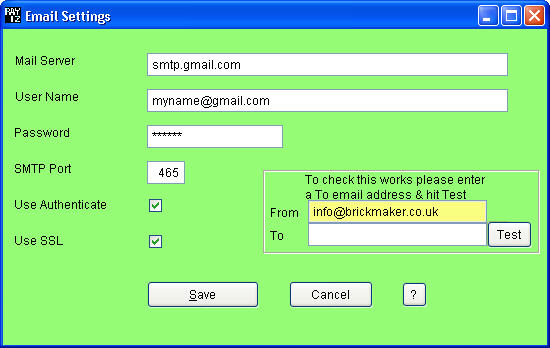 PAY
IZ
Email Settings
Mail Server
smtp.gmail.com
User Name
myname@gmail.com
Password
******
SMTP Port
465
Use Authenticate
Use SSL
To check this works please enter
a To email address & hit Test
From
info@brickmaker.co.uk
To
Test
Save
Cancel
?